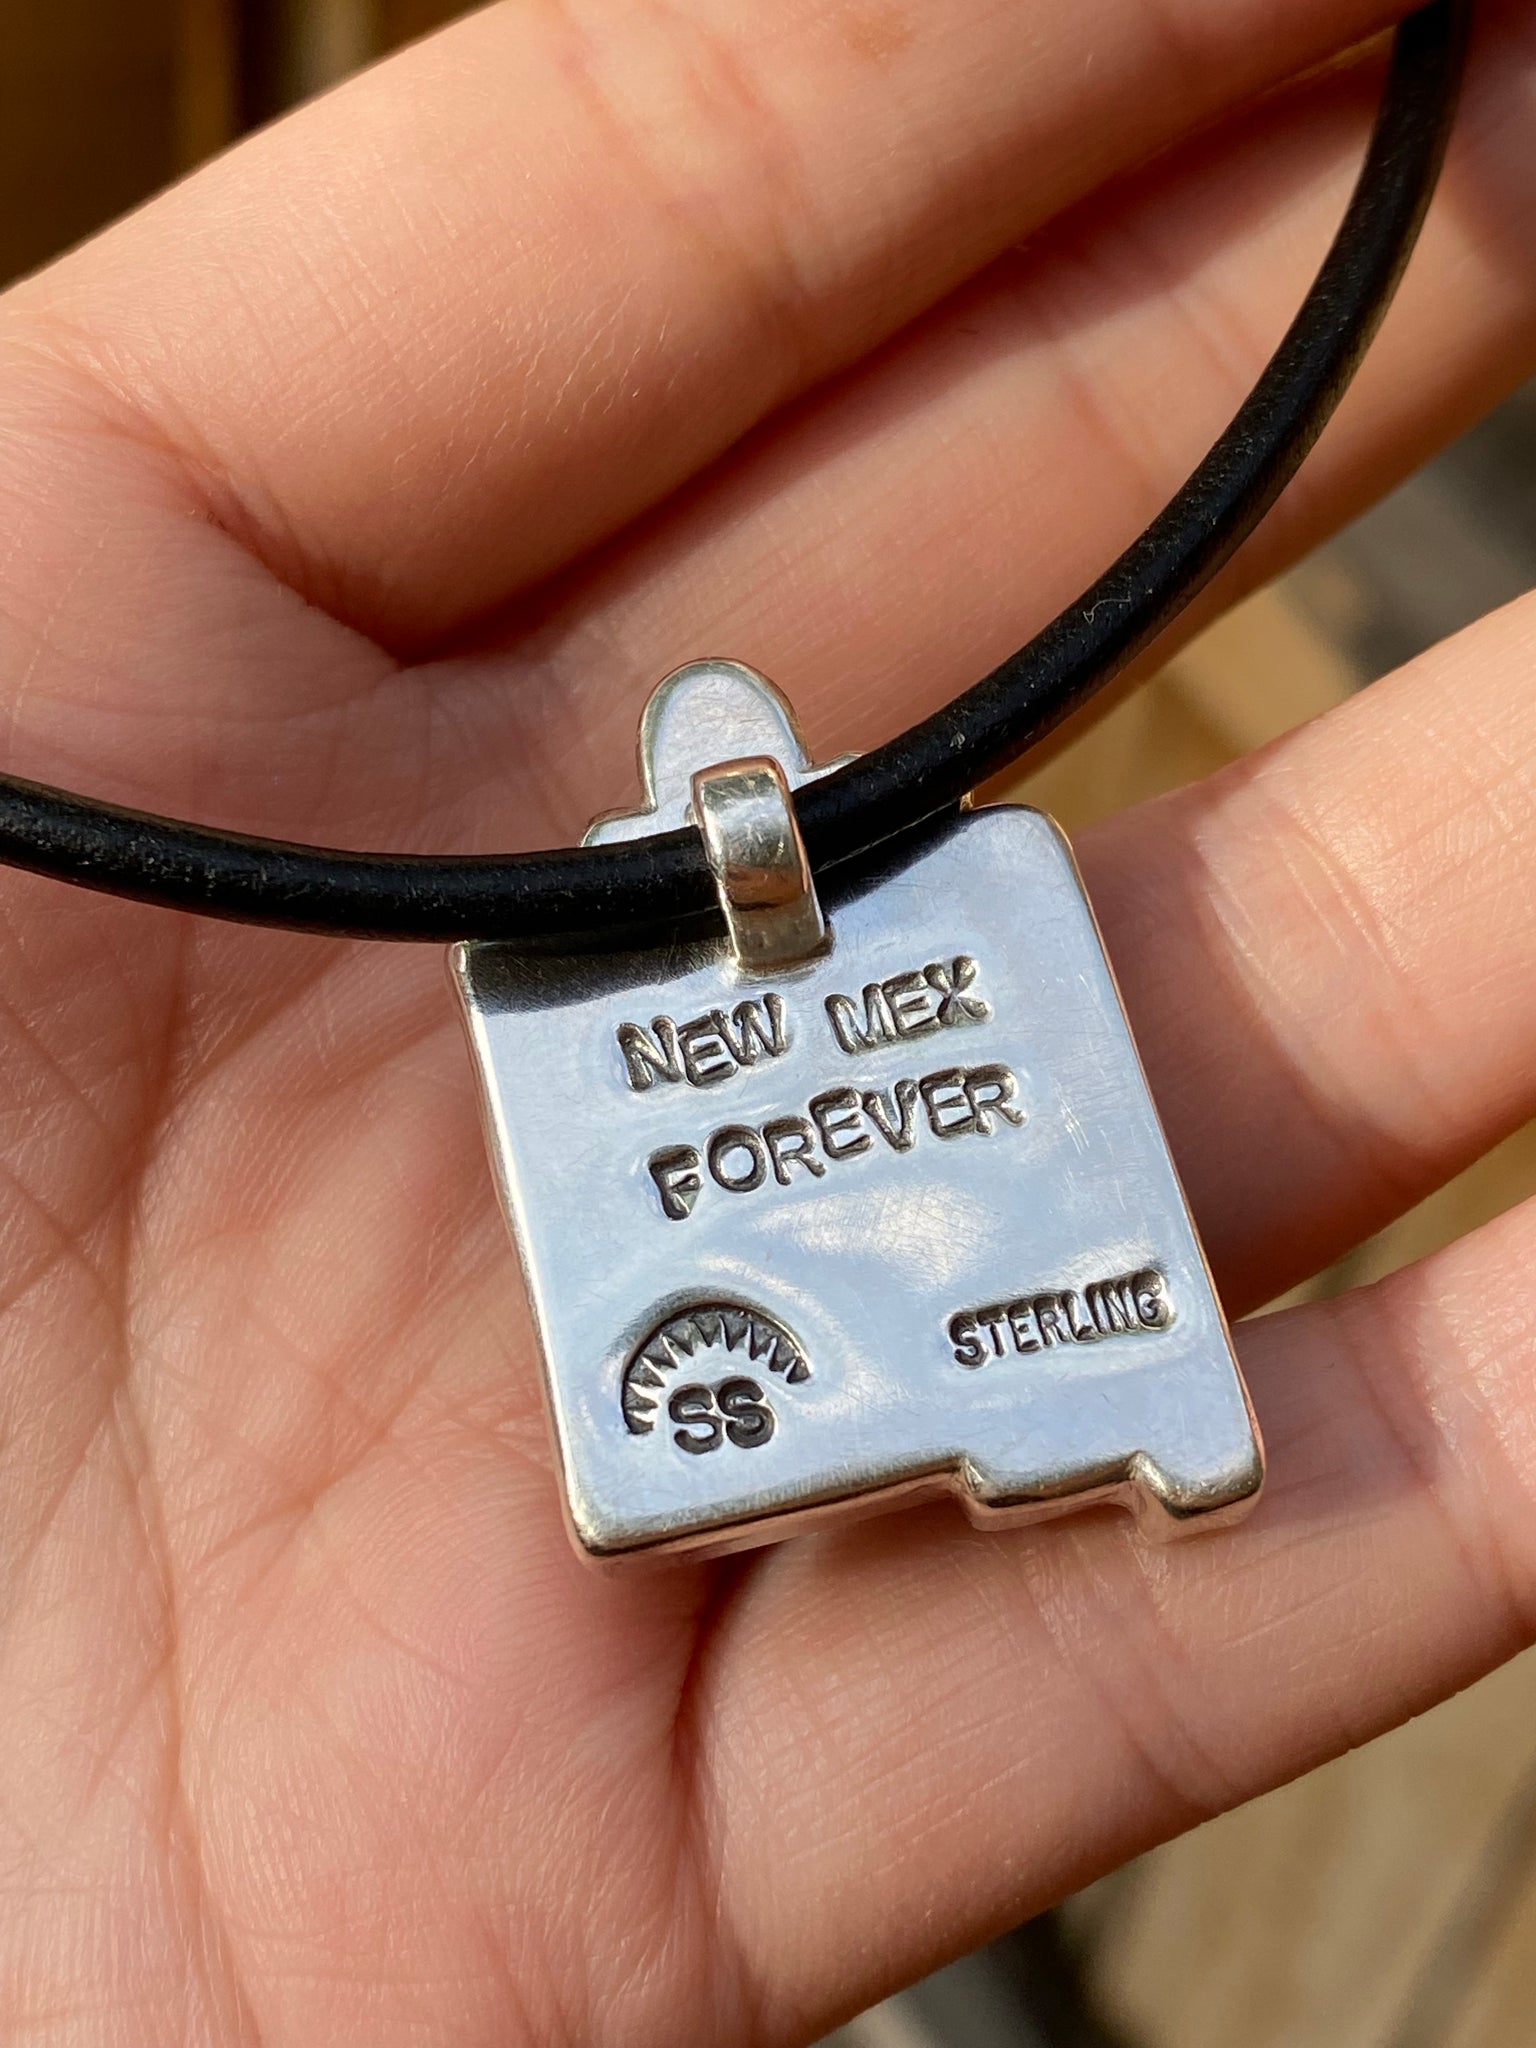 NEW MEX
FOREVER
STERLING
SS